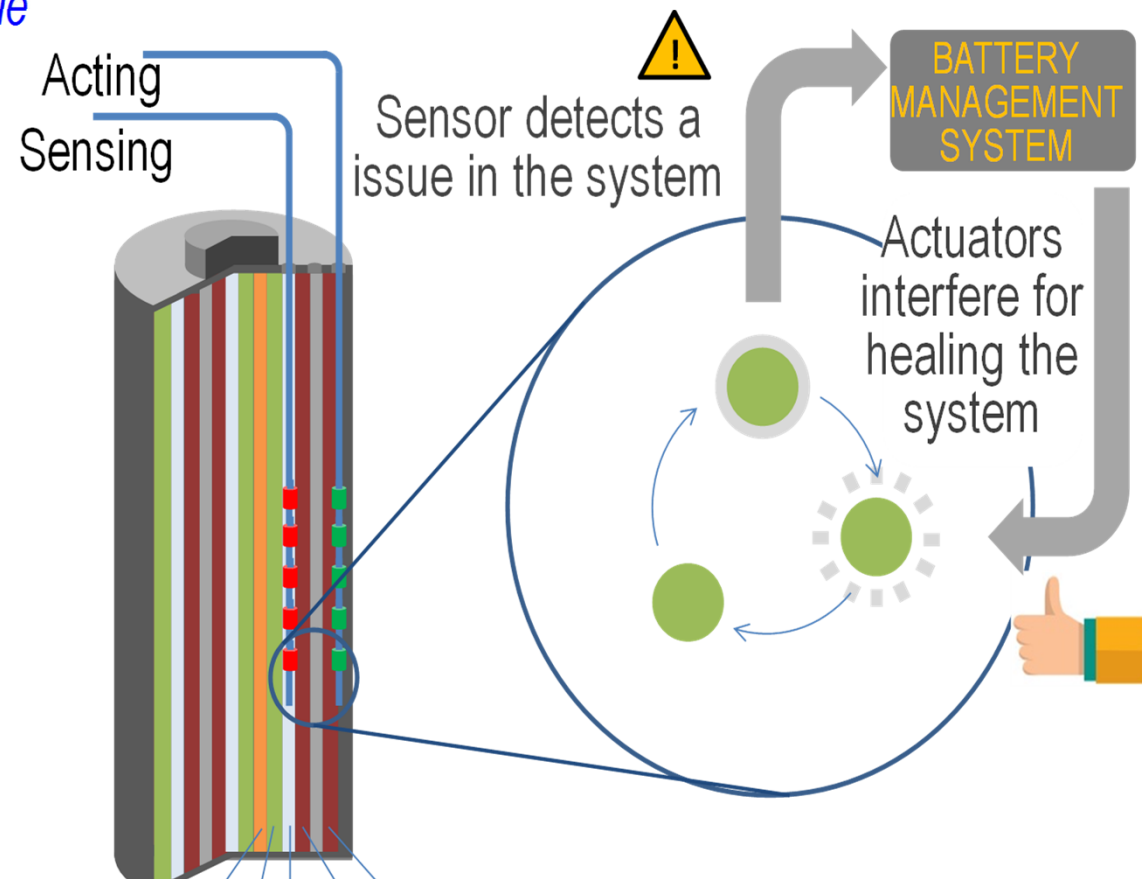 Acting
Sensing
!
Sensor detects a
issue in the system
BATTERY
MANAGEMENT
SYSTEM
Actuators
interfere for
healing the
system